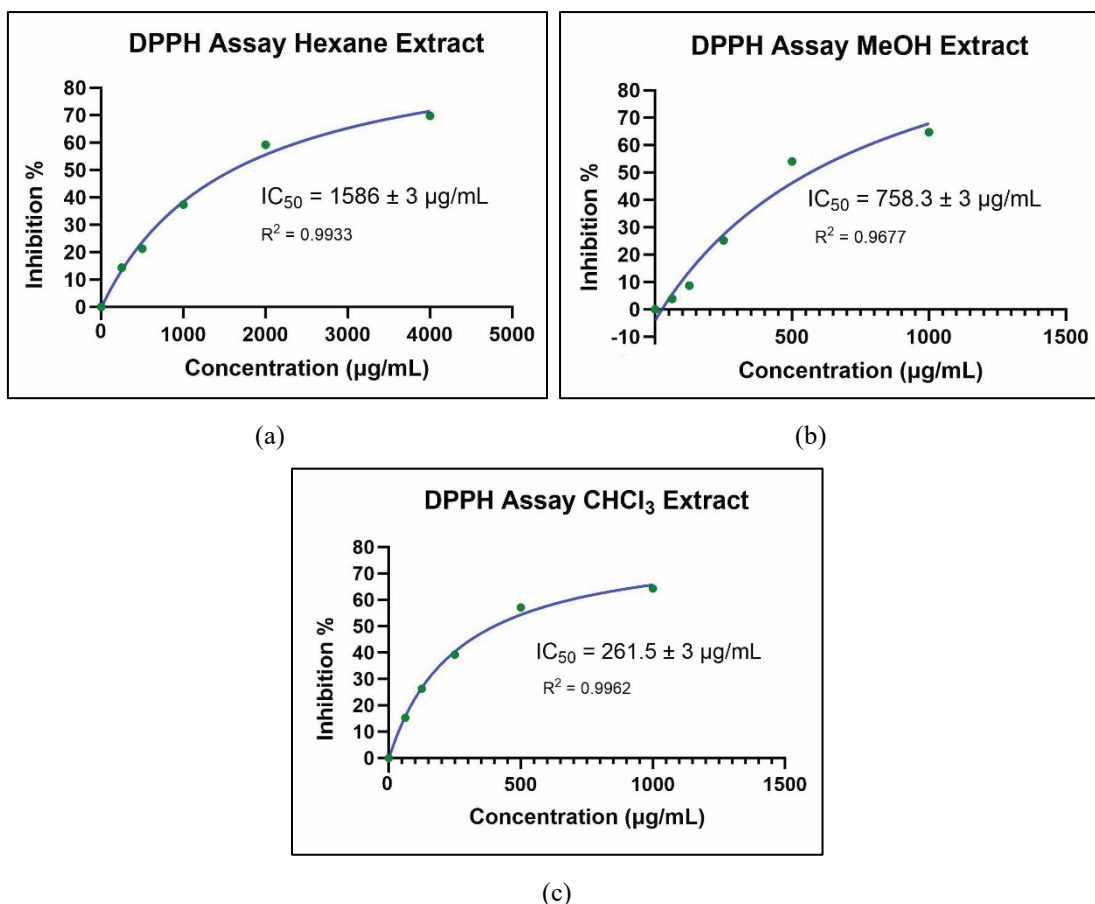 DPPH Assay Hexane Extract
80
70
60
50
40
30
20
10
0
Inhibition %
IC₅₀ = 1586 ± 3 µg/mL
R² = 0.9933
0 1000 2000 3000 4000 5000
Concentration (µg/mL)
(a)
DPPH Assay MeOH Extract
80
70
60
50
40
30
20
10
0
-10
Inhibition %
IC₅₀ = 758.3 ± 3 µg/mL
R² = 0.9677
500 1000 1500
Concentration (µg/mL)
(b)
DPPH Assay CHCl₃ Extract
80
70
60
50
40
30
20
10
0
Inhibition %
IC₅₀ = 261.5 ± 3 µg/mL
R² = 0.9962
0 500 1000 1500
Concentration (µg/mL)
(c)